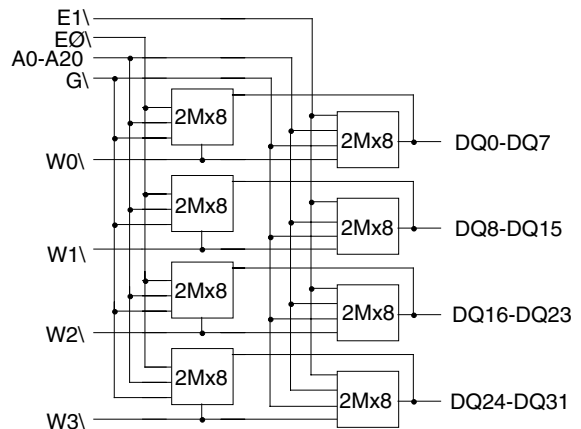 E1\
EØ\
A0-A20
G\
2Mx8
2Mx8
DQ0-DQ7
W0\
2Mx8
2Mx8
DQ8-DQ15
W1\
2Mx8
2Mx8
DQ16-DQ23
W2\
2Mx8
2Mx8
DQ24-DQ31
W3\